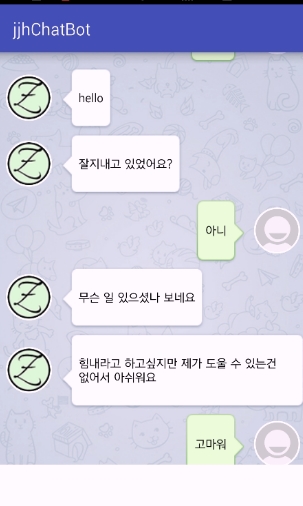 jjhChatBot
hello
잘지내고 있었어요?
아니
무슨 일 있으셨나 보네요
힘내라고 하고싶지만 제가 도울 수 있는건
없어서 아쉬워요
고마워